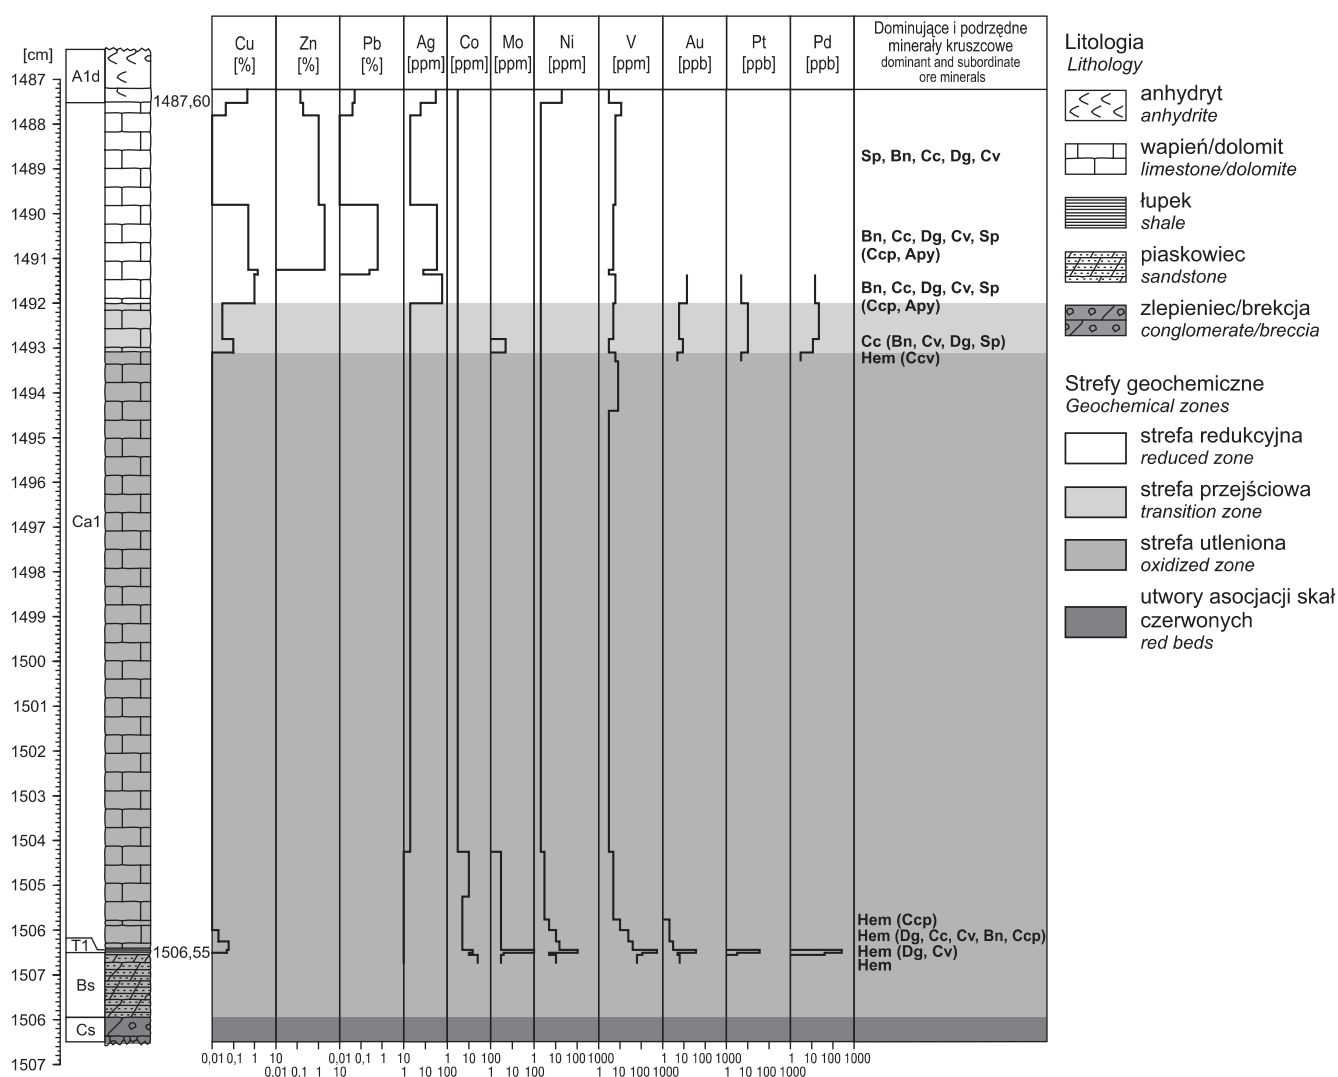 [cm]
Cu
[%]
Zn
[%]
Pb
[%]
Ag
[ppm]
Co
[ppm]
Mo
[ppm]
Ni
[ppm]
V
[ppm]
Au
[ppb]
Pt
[ppb]
Pd
[ppb]
Dominujące i podrzędne
minerały kruszcowe
dominant and subordinate
ore minerals
1487
1488
1489
1490
1491
1492
1493
1494
1495
1496
1497
1498
1499
1500
1501
1502
1503
1504
1505
1506
1507
1506
1507
A1d
Ca1
T1
Bs
Cs
1487,60
1506,55
Sp, Bn, Cc, Dg, Cv
Bn, Cc, Dg, Cv, Sp
(Ccp, Apy)
Bn, Cc, Dg, Cv, Sp
(Ccp, Apy)
Cc (Bn, Cv, Dg, Sp)
Hem (Ccv)
Hem (Ccp)
Hem (Dg, Cc, Cv, Bn, Ccp)
Hem (Dg, Cv)
Hem
0,01 0,1 1 10 0,01 0,1 1 10 100 1 10 100 10 100 1000 1 10 100 1000 1 10 100 1000
0.01 0.1 1 10 1 10 100 1000 1 10 1 10 100 1000 1 10 100 1000
Litologia
Lithology
anhydryt
anhydrite
wapień/dolomit
limestone/dolomite
łupek
shale
piaskowiec
sandstone
zlepieniec/brekcja
conglomerate/breccia
Strefy geochemiczne
Geochemical zones
strefa redukcyjna
reduced zone
strefa przejściowa
transition zone
strefa utleniona
oxidized zone
utwory asocjacji skał
czerwonych
red beds